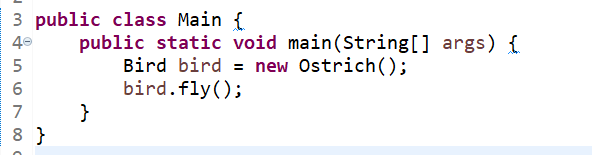 3 public class Main {
4 public static void main(String[] args) {
5 Bird bird = new Ostrich();
6 bird.fly();
7 }
8 }